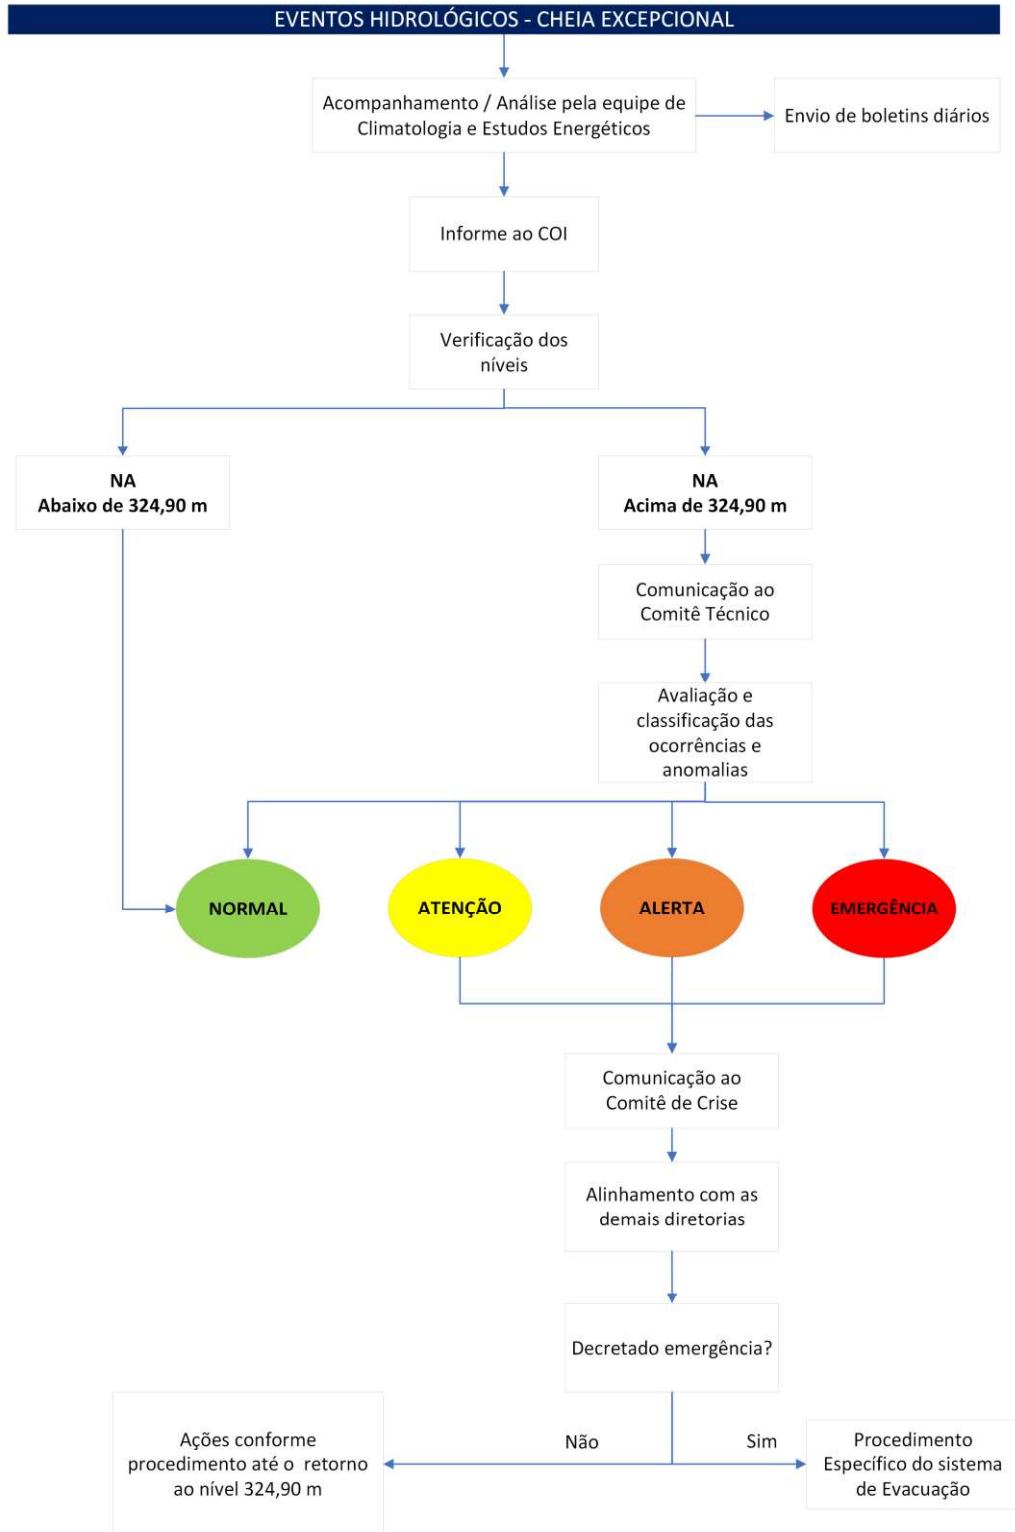 EVENTOS HIDROLÓGICOS - CHEIA EXCEPCIONAL
Acompanhamento / Análise pela equipe de
Climatologia e Estudos Energéticos
Envio de boletins diários
Informe ao COI
Verificação dos
níveis
NA
Abaixo de 324,90 m
NA
Acima de 324,90 m
Comunicação ao
Comitê Técnico
Avaliação e
classificação das
ocorrências e
anomalias
NORMAL
ATENÇÃO
ALERTA
EMERGÊNCIA
Comunicação ao
Comitê de Crise
Alinhamento com as
demais diretorias
Decretado emergência?
Não
Sim
Ações conforme
procedimento até o retorno
ao nível 324,90 m
Procedimento
Específico do sistema
de Evacuação